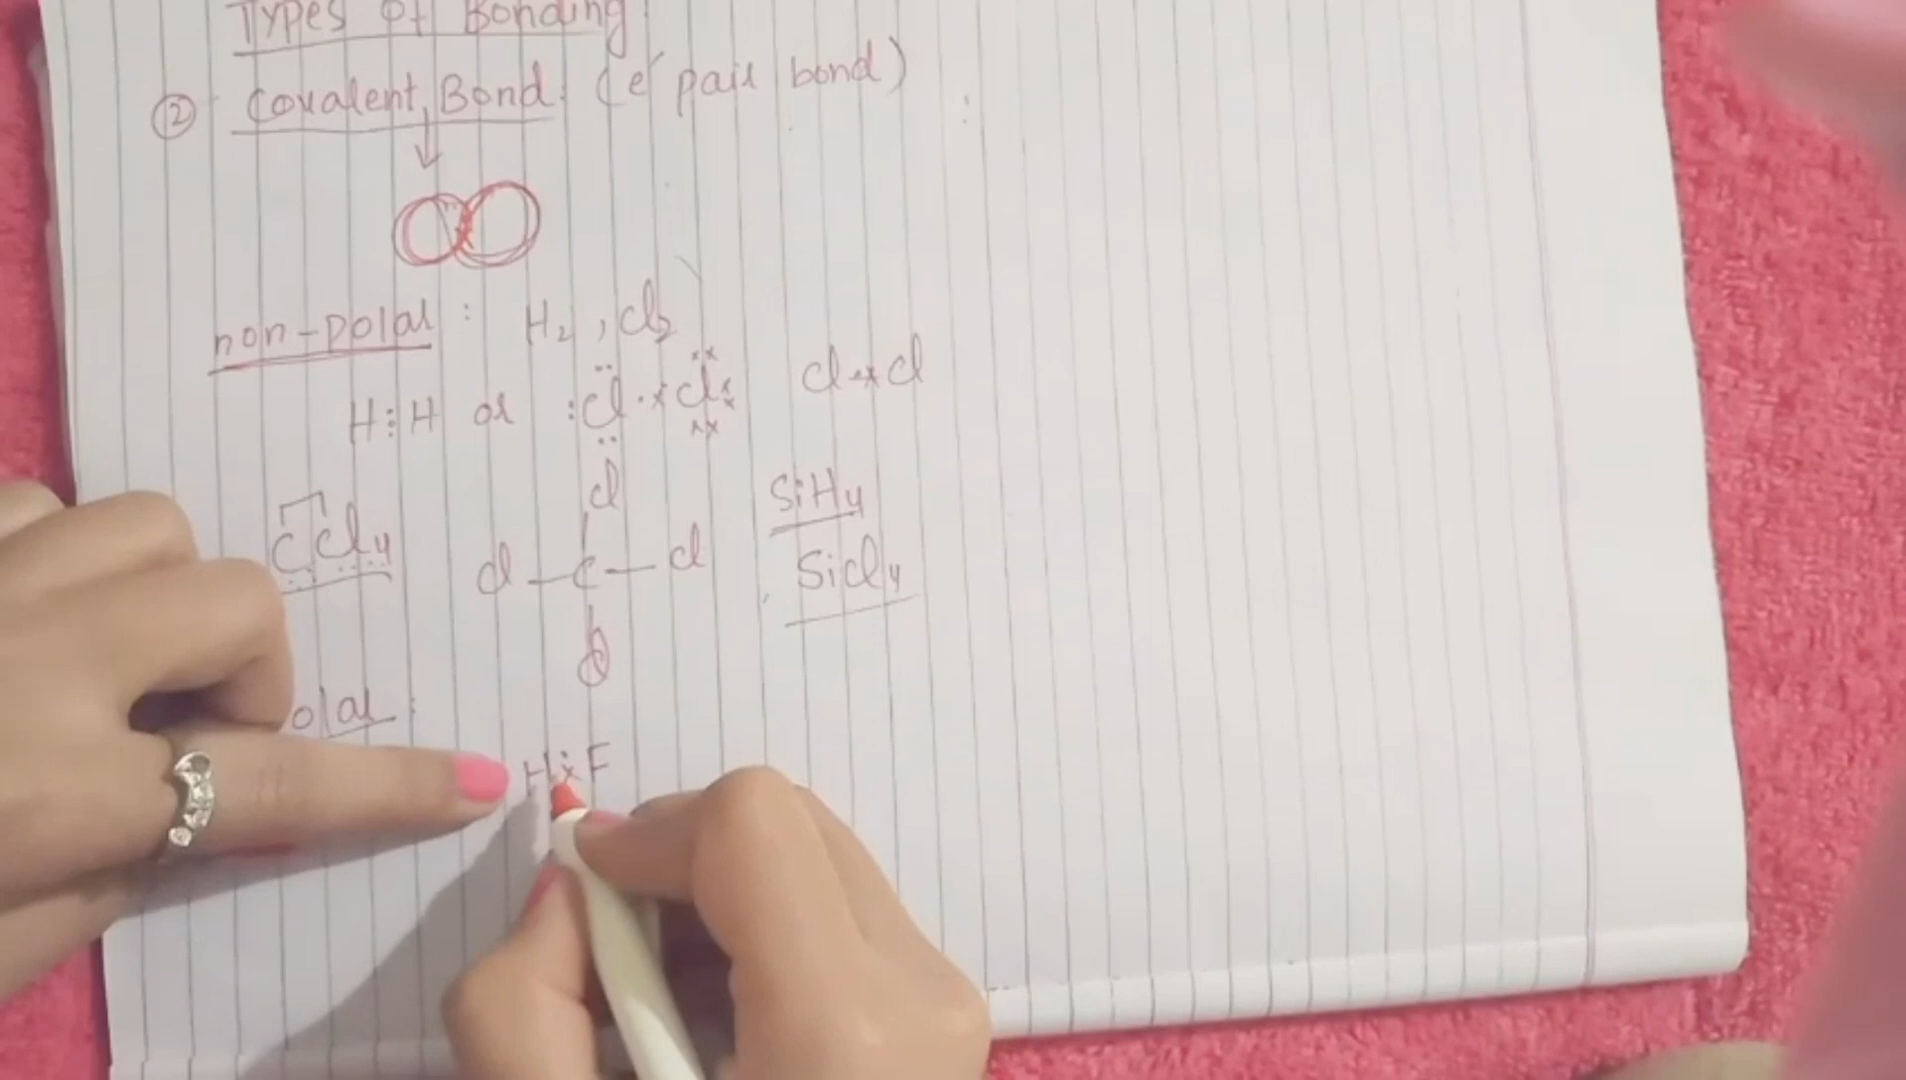 Types of Bonding
② Covalent Bond : (e⁻ pair bond)
non-polar : H₂ , Cl₂
H : H or :Cl · x Cl Cl · x Cl
Cl
CCl₄ Cl — C — Cl SiH₄
SiCl₄
Cl
olar :
H · x F